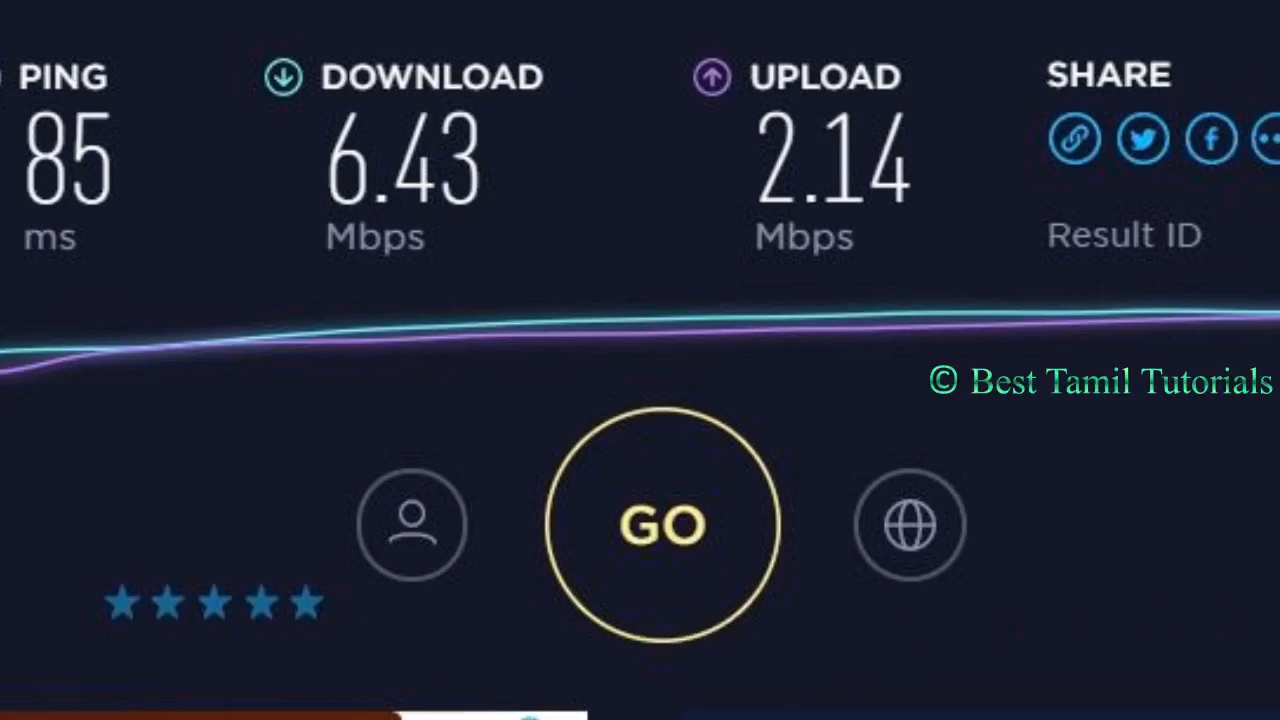 PING DOWNLOAD UPLOAD SHARE
85 6.43 2.14
ms Mbps Mbps Result ID
© Best Tamil Tutorials
GO